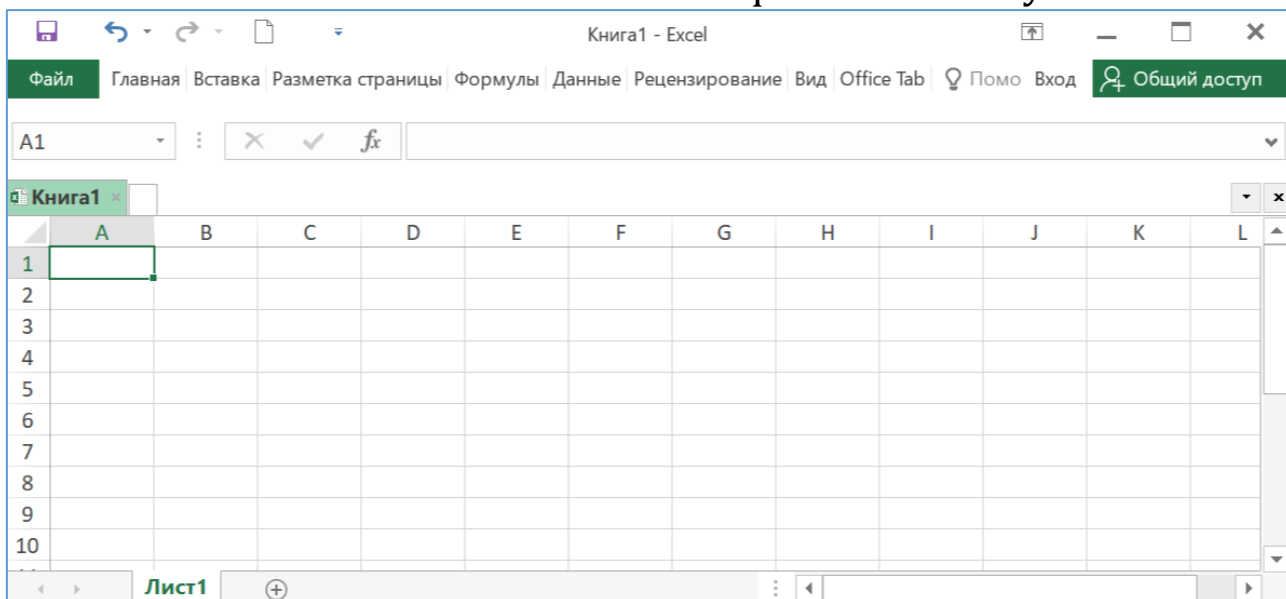 Книга1 - Excel
Файл Главная Вставка Разметка страницы Формулы Данные Рецензирование Вид Office Tab Помо Вход Общий доступ
A1 fx
Книга1
A B C D E F G H I J K L
1
2
3
4
5
6
7
8
9
10
Лист1